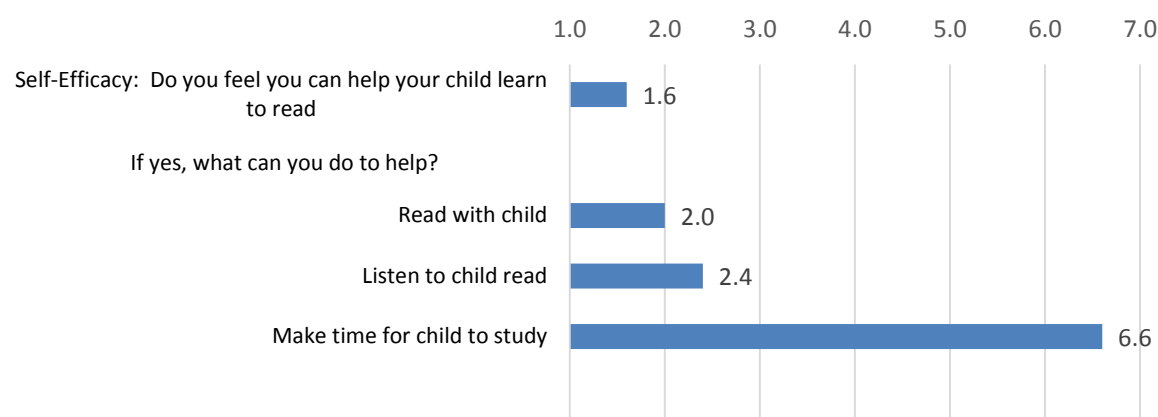 1.0 2.0 3.0 4.0 5.0 6.0 7.0
Self-Efficacy: Do you feel you can help your child learn
to read
1.6
If yes, what can you do to help?
Read with child 2.0
Listen to child read 2.4
Make time for child to study 6.6